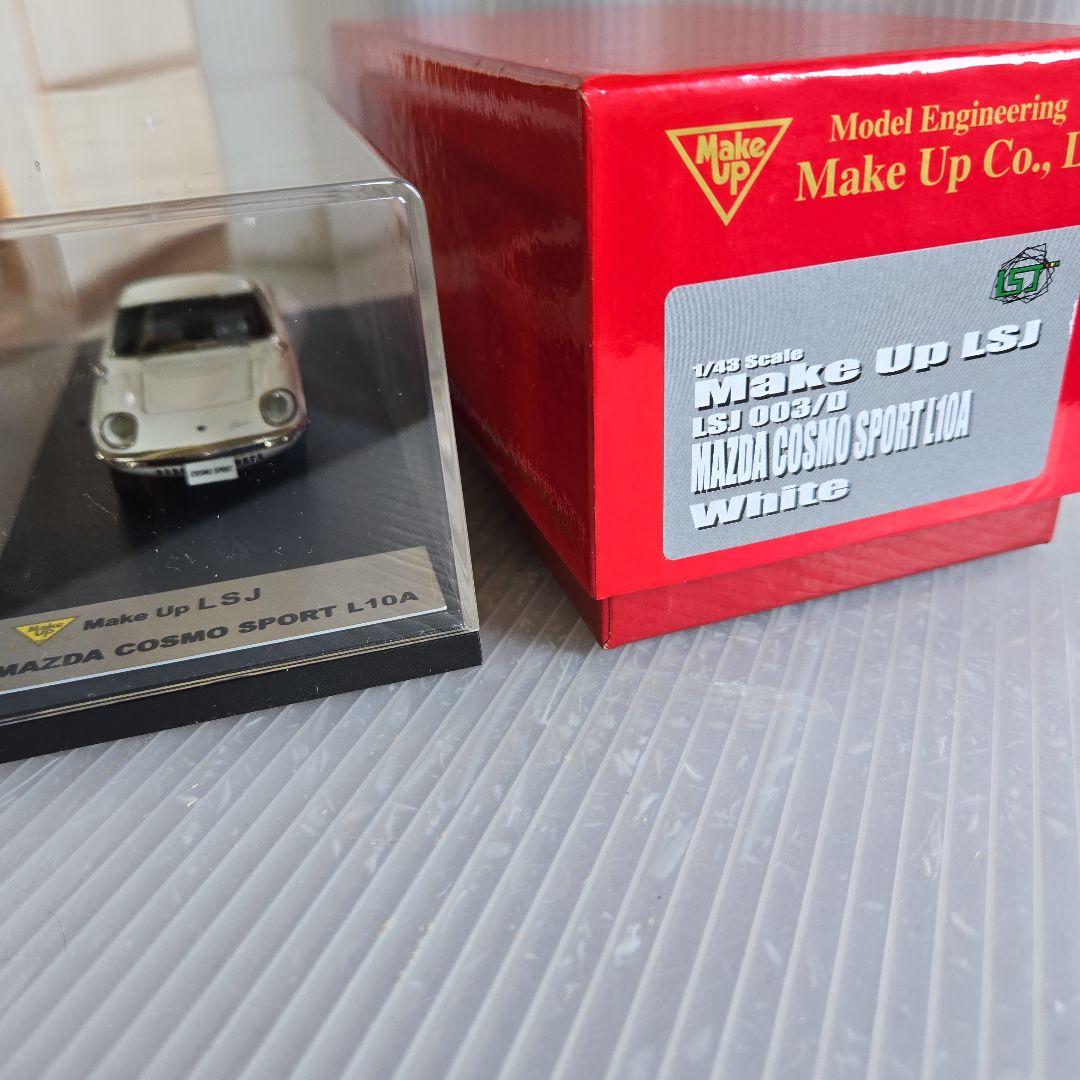 Make
Up
Model Engineering
Make Up Co.,
LSJ
1/43 Scale
Make Up LSJ
LSJ 003/D
MAZDA COSMO SPORT L10A
White
COSMO SPORT
Make
Up
Make Up LSJ
MAZDA COSMO SPORT L10A